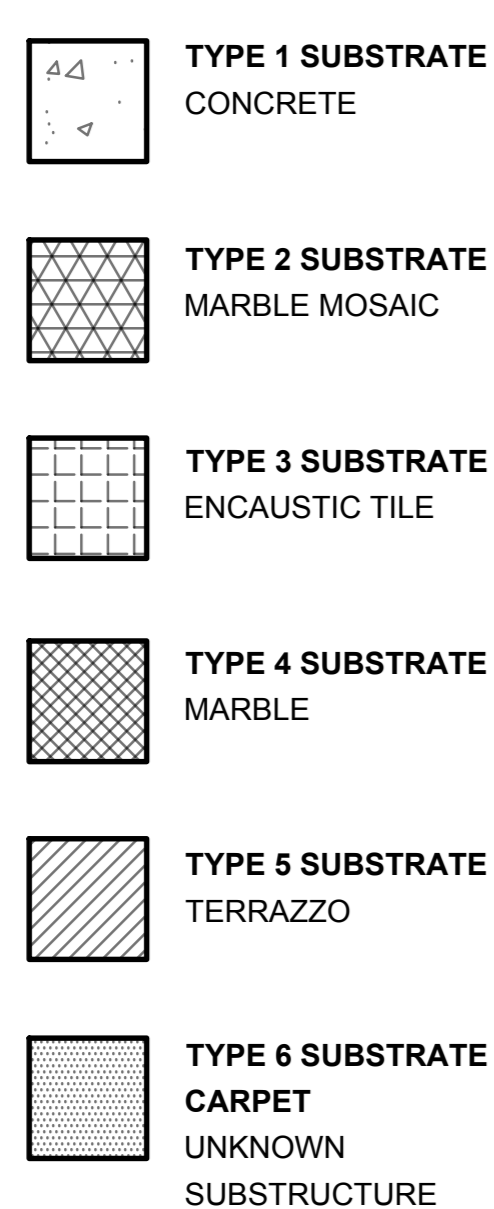 TYPE 1 SUBSTRATE
CONCRETE
TYPE 2 SUBSTRATE
MARBLE MOSAIC
TYPE 3 SUBSTRATE
ENCAUSTIC TILE
TYPE 4 SUBSTRATE
MARBLE
TYPE 5 SUBSTRATE
TERRAZZO
TYPE 6 SUBSTRATE
CARPET
UNKNOWN
SUBSTRUCTURE